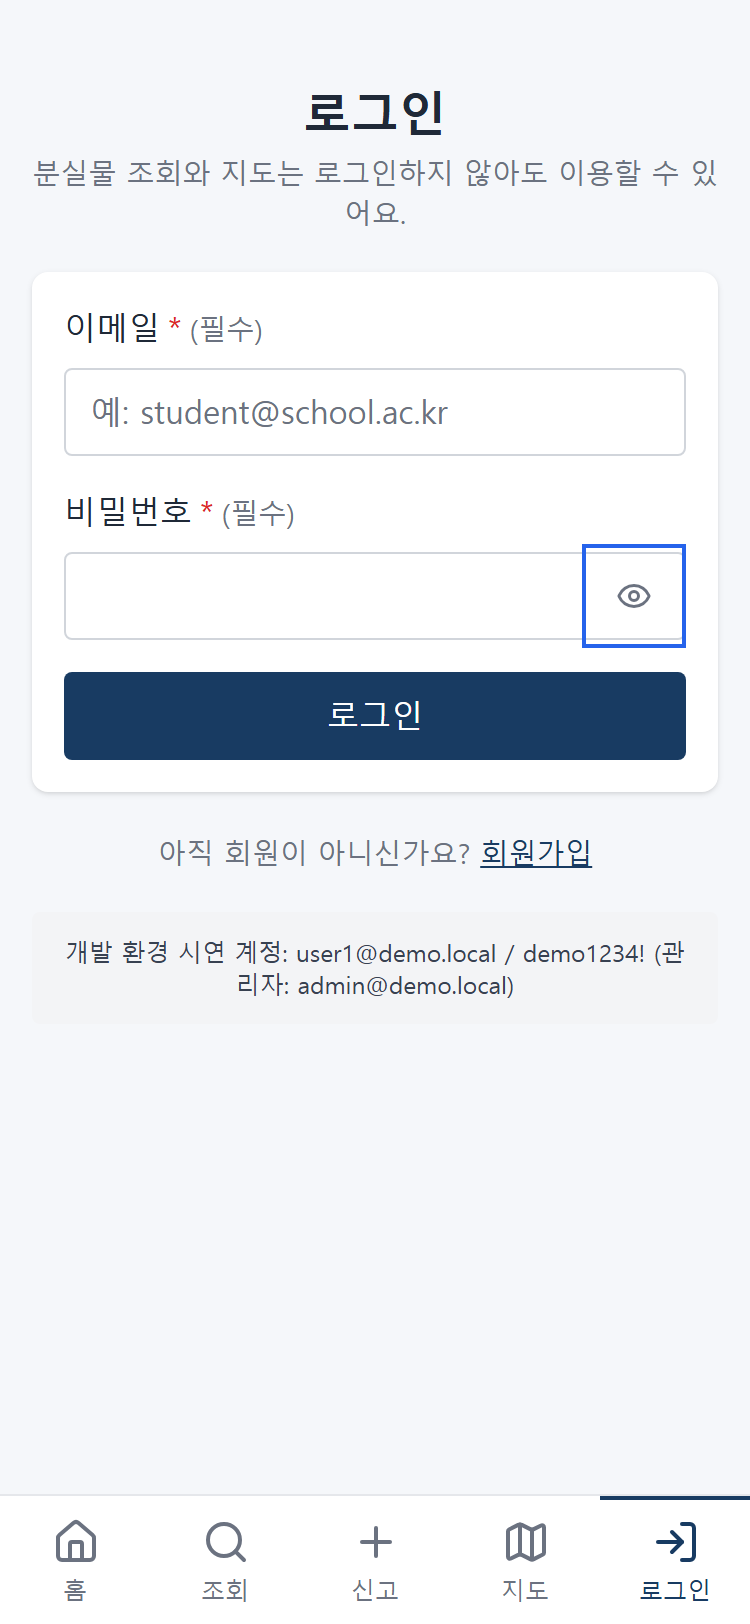 로그인
분실물 조회와 지도는 로그인하지 않아도 이용할 수 있
어요.
이메일 * (필수)
예: student@school.ac.kr
비밀번호 * (필수)
로그인
아직 회원이 아니신가요? 회원가입
개발 환경 시연 계정: user1@demo.local / demo1234! (관
리자: admin@demo.local)
홈
조회
신고
지도
로그인